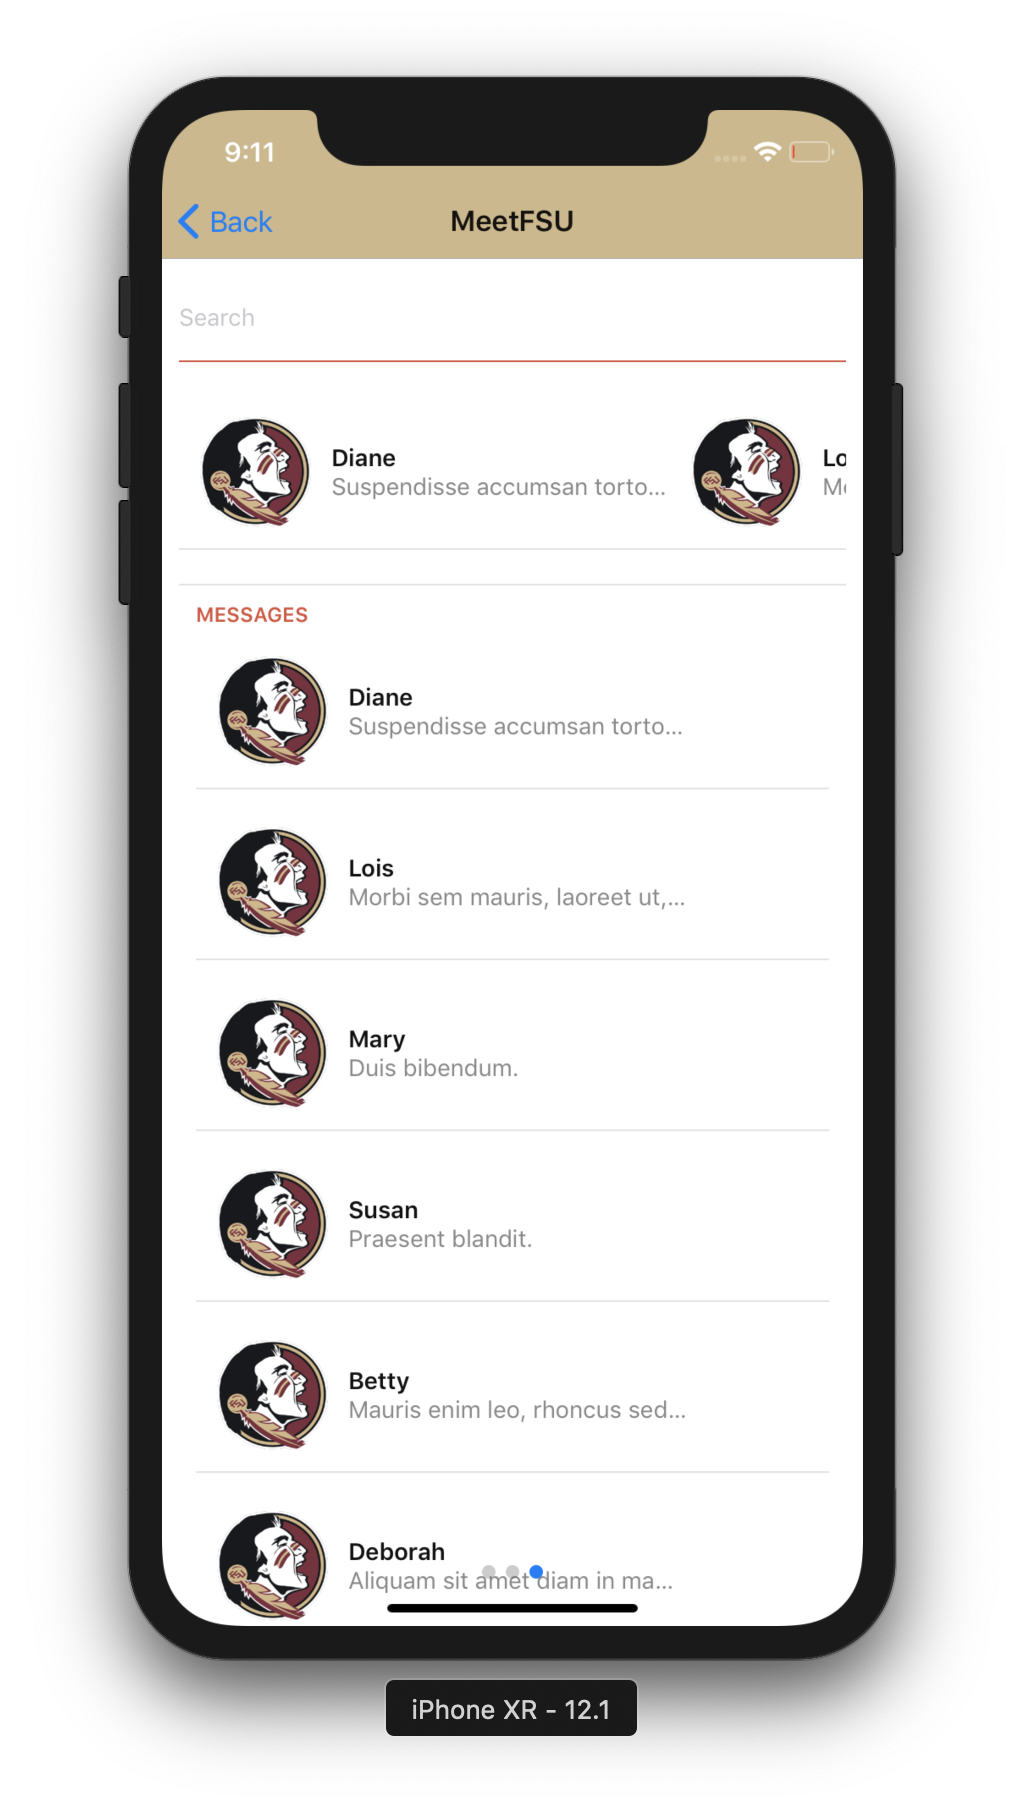 9:11
Back
MeetFSU
Search
Diane
Suspendisse accumsan torto...
Lo
MESSAGES
Diane
Suspendisse accumsan torto...
Lois
Morbi sem mauris, laoreet ut,...
Mary
Duis bibendum.
Susan
Praesent blandit.
Betty
Mauris enim leo, rhoncus sed...
Deborah
Aliquam sit amet diam in ma...
iPhone XR - 12.1